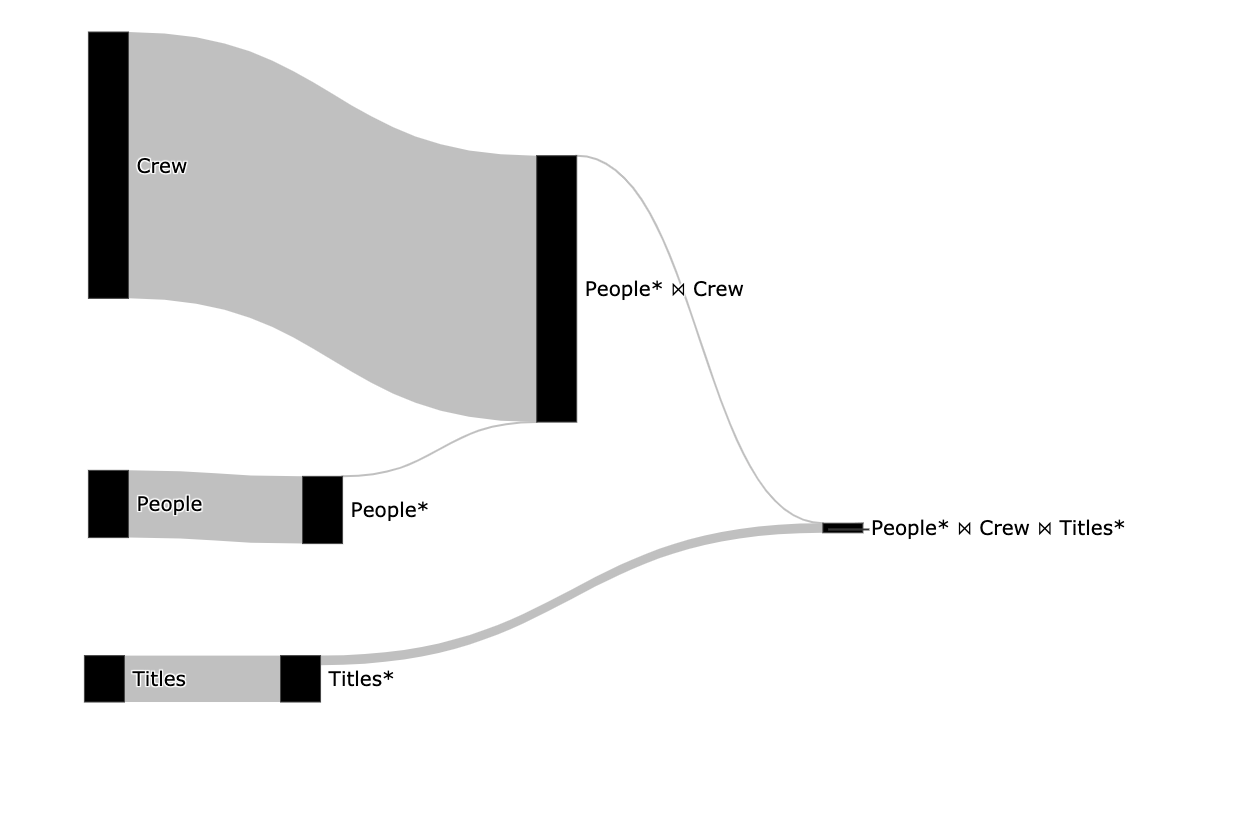 Crew
People* ⋈ Crew
People
People*
People* ⋈ Crew ⋈ Titles*
Titles
Titles*